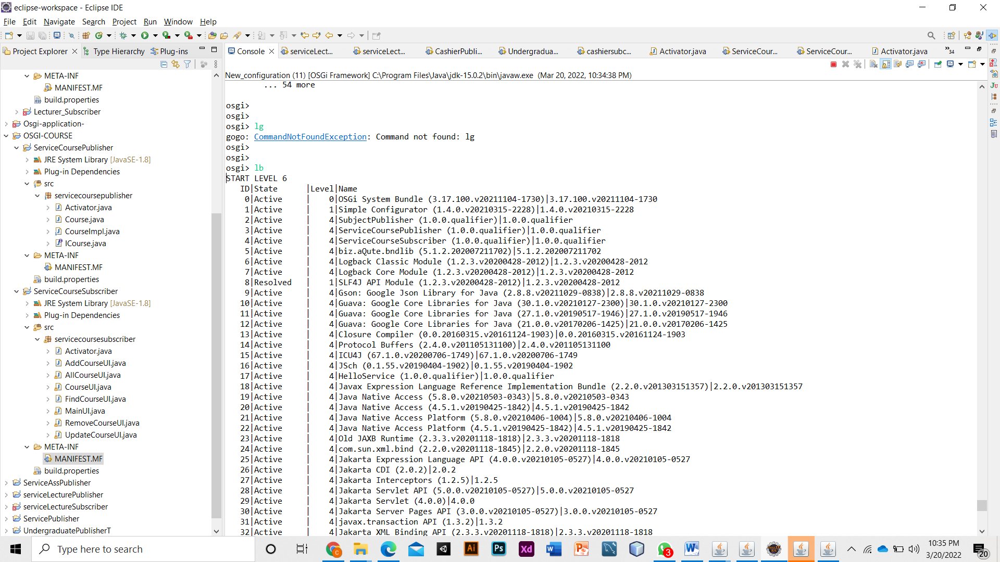 eclipse-workspace - Eclipse IDE
File Edit Navigate Search Project Run Window Help
Project Explorer Type Hierarchy Plug-ins
META-INF
MANIFEST.MF
build.properties
Lecturer_Subscriber
Osgi-application-
OSGI-COURSE
ServiceCoursePublisher
JRE System Library [JavaSE-1.8]
Plug-in Dependencies
src
servicecoursepublisher
Activator.java
Course.java
CourseImpl.java
ICourse.java
META-INF
MANIFEST.MF
build.properties
ServiceCourseSubscriber
JRE System Library [JavaSE-1.8]
Plug-in Dependencies
src
servicecoursesubscriber
Activator.java
AddCourseUI.java
AllCourseUI.java
CourseUI.java
FindCourseUI.java
MainUI.java
RemoveCourseUI.java
UpdateCourseUI.java
META-INF
MANIFEST.MF
build.properties
ServiceAssPublisher
serviceLecturePublisher
serviceLectureSubscriber
ServicePublisher
UndergraduatePublisherT
Console serviceLect... serviceLect... CashierPubli... Undergradua... cashiersubc... Activator.java ServiceCour... ServiceCour... Activator.java 34
New_configuration (11) [OSGi Framework] C:\Program Files\Java\jdk-15.0.2\bin\javaw.exe (Mar 20, 2022, 10:34:38 PM)
... 54 more
osgi>
osgi>
osgi> lg
gogo: CommandNotFoundException: Command not found: lg
osgi>
osgi>
osgi> lb
START LEVEL 6
ID|State |Level|Name
0|Active | 0|OSGi System Bundle (3.17.100.v20211104-1730)|3.17.100.v20211104-1730
1|Active | 1|Simple Configurator (1.4.0.v20210315-2228)|1.4.0.v20210315-2228
2|Active | 4|SubjectPublisher (1.0.0.qualifier)|1.0.0.qualifier
3|Active | 4|ServiceCoursePublisher (1.0.0.qualifier)|1.0.0.qualifier
4|Active | 4|ServiceCourseSubscriber (1.0.0.qualifier)|1.0.0.qualifier
5|Active | 4|biz.aQute.bndlib (5.1.2.202007211702)|5.1.2.202007211702
6|Active | 4|Logback Classic Module (1.2.3.v20200428-2012)|1.2.3.v20200428-2012
7|Active | 4|Logback Core Module (1.2.3.v20200428-2012)|1.2.3.v20200428-2012
8|Resolved | 1|SLF4J API Module (1.2.3.v20200428-2012)|1.2.3.v20200428-2012
9|Active | 4|Gson: Google Json Library for Java (2.8.8.v20211029-0838)|2.8.8.v20211029-0838
10|Active | 4|Guava: Google Core Libraries for Java (30.1.0.v20210127-2300)|30.1.0.v20210127-2300
11|Active | 4|Guava: Google Core Libraries for Java (27.1.0.v20190517-1946)|27.1.0.v20190517-1946
12|Active | 4|Guava: Google Core Libraries for Java (21.0.0.v20170206-1425)|21.0.0.v20170206-1425
13|Active | 4|Closure Compiler (0.0.20160315.v20161124-1903)|0.0.20160315.v20161124-1903
14|Active | 4|Protocol Buffers (2.4.0.v201105131100)|2.4.0.v201105131100
15|Active | 4|ICU4J (67.1.0.v20200706-1749)|67.1.0.v20200706-1749
16|Active | 4|JSch (0.1.55.v20190404-1902)|0.1.55.v20190404-1902
17|Active | 4|HelloService (1.0.0.qualifier)|1.0.0.qualifier
18|Active | 4|Javax Expression Language Reference Implementation Bundle (2.2.0.v201303151357)|2.2.0.v201303151357
19|Active | 4|Java Native Access (5.8.0.v20210503-0343)|5.8.0.v20210503-0343
20|Active | 4|Java Native Access (4.5.1.v20190425-1842)|4.5.1.v20190425-1842
21|Active | 4|Java Native Access Platform (5.8.0.v20210406-1004)|5.8.0.v20210406-1004
22|Active | 4|Java Native Access Platform (4.5.1.v20190425-1842)|4.5.1.v20190425-1842
23|Active | 4|Old JAXB Runtime (2.3.3.v20201118-1818)|2.3.3.v20201118-1818
24|Active | 4|com.sun.xml.bind (2.2.0.v20201118-1845)|2.2.0.v20201118-1845
25|Active | 4|Jakarta Expression Language API (4.0.0.v20210105-0527)|4.0.0.v20210105-0527
26|Active | 4|Jakarta CDI (2.0.2)|2.0.2
27|Active | 4|Jakarta Interceptors (1.2.5)|1.2.5
28|Active | 4|Jakarta Servlet API (5.0.0.v20210105-0527)|5.0.0.v20210105-0527
29|Active | 4|Jakarta Servlet (4.0.0)|4.0.0
30|Active | 4|Jakarta Server Pages API (3.0.0.v20210105-0527)|3.0.0.v20210105-0527
31|Active | 4|javax.transaction API (1.3.2)|1.3.2
32|Active | 4|Jakarta XML Binding API (2.3.3.v20201118-1818)|2.3.3.v20201118-1818
Type here to search
Ai Ps Xd 3
10:35 PM
3/20/2022
20